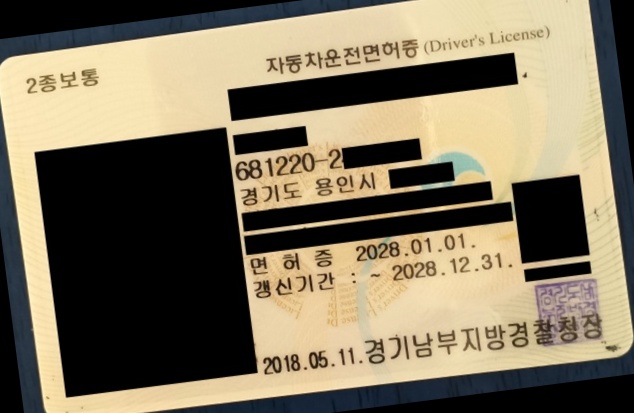 2종보통
자동차운전면허증 (Driver's License)
681220-2
경기도 용인시
면 허 증 2028.01.01.
갱신기간 : ~ 2028.12.31.
2018.05.11. 경기남부지방경찰청장